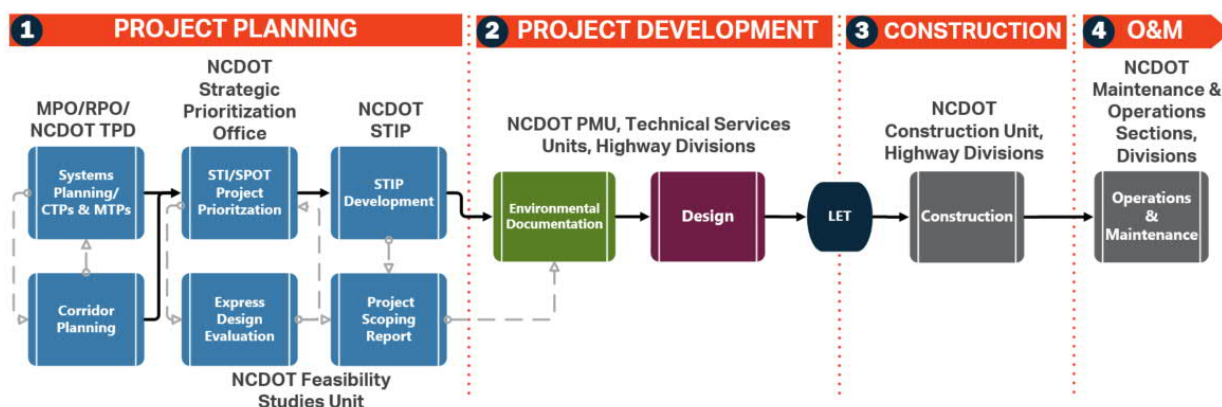 1 PROJECT PLANNING
2 PROJECT DEVELOPMENT
3 CONSTRUCTION
4 O&M
MPO/RPO/
NCDOT TPD
NCDOT
Strategic
Prioritization
Office
NCDOT
STIP
NCDOT PMU, Technical Services
Units, Highway Divisions
NCDOT
Construction Unit,
Highway Divisions
NCDOT
Maintenance &
Operations
Sections,
Divisions
Systems
Planning/
CTPs & MTPs
STI/SPOT
Project
Prioritzation
STIP
Development
Environmental
Documentation
Design
LET
Construction
Operations
&
Maintenance
Corridor
Planning
Express
Design
Evaluation
Project
Scoping
Report
NCDOT Feasibility
Studies Unit